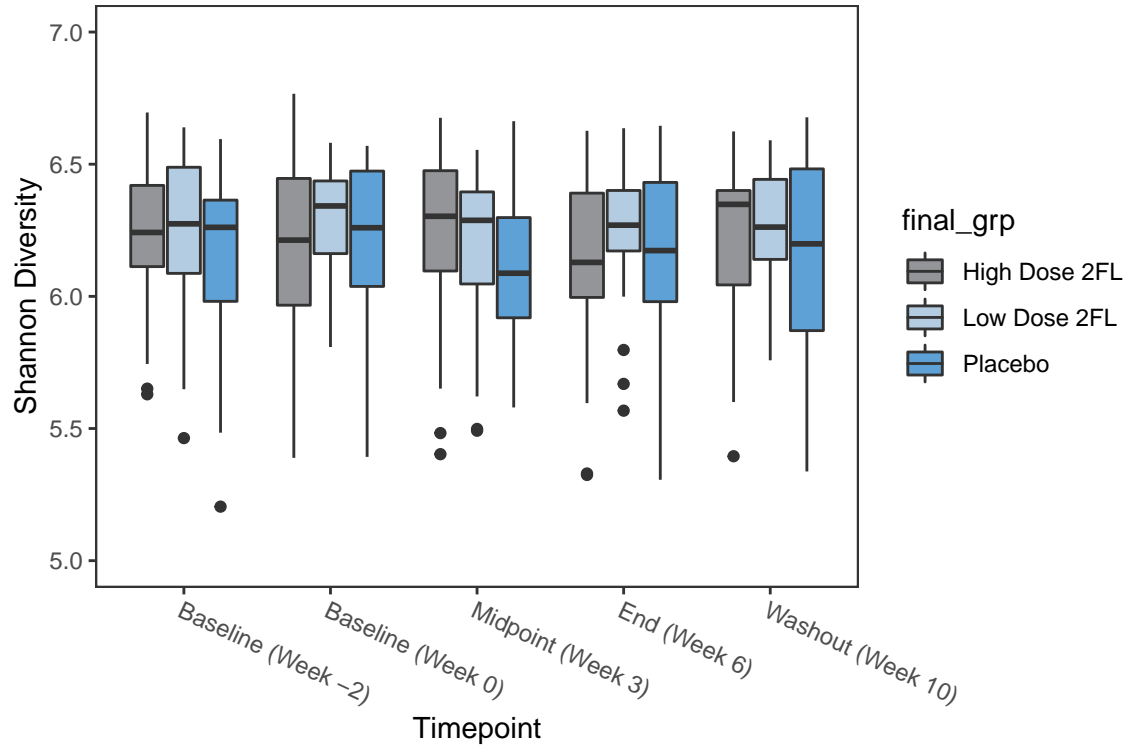 7.0
6.5
6.0
5.5
5.0
Shannon Diversity
Baseline (Week −2)
Baseline (Week 0)
Midpoint (Week 3)
End (Week 6)
Washout (Week 10)
Timepoint
final_grp
High Dose 2FL
Low Dose 2FL
Placebo